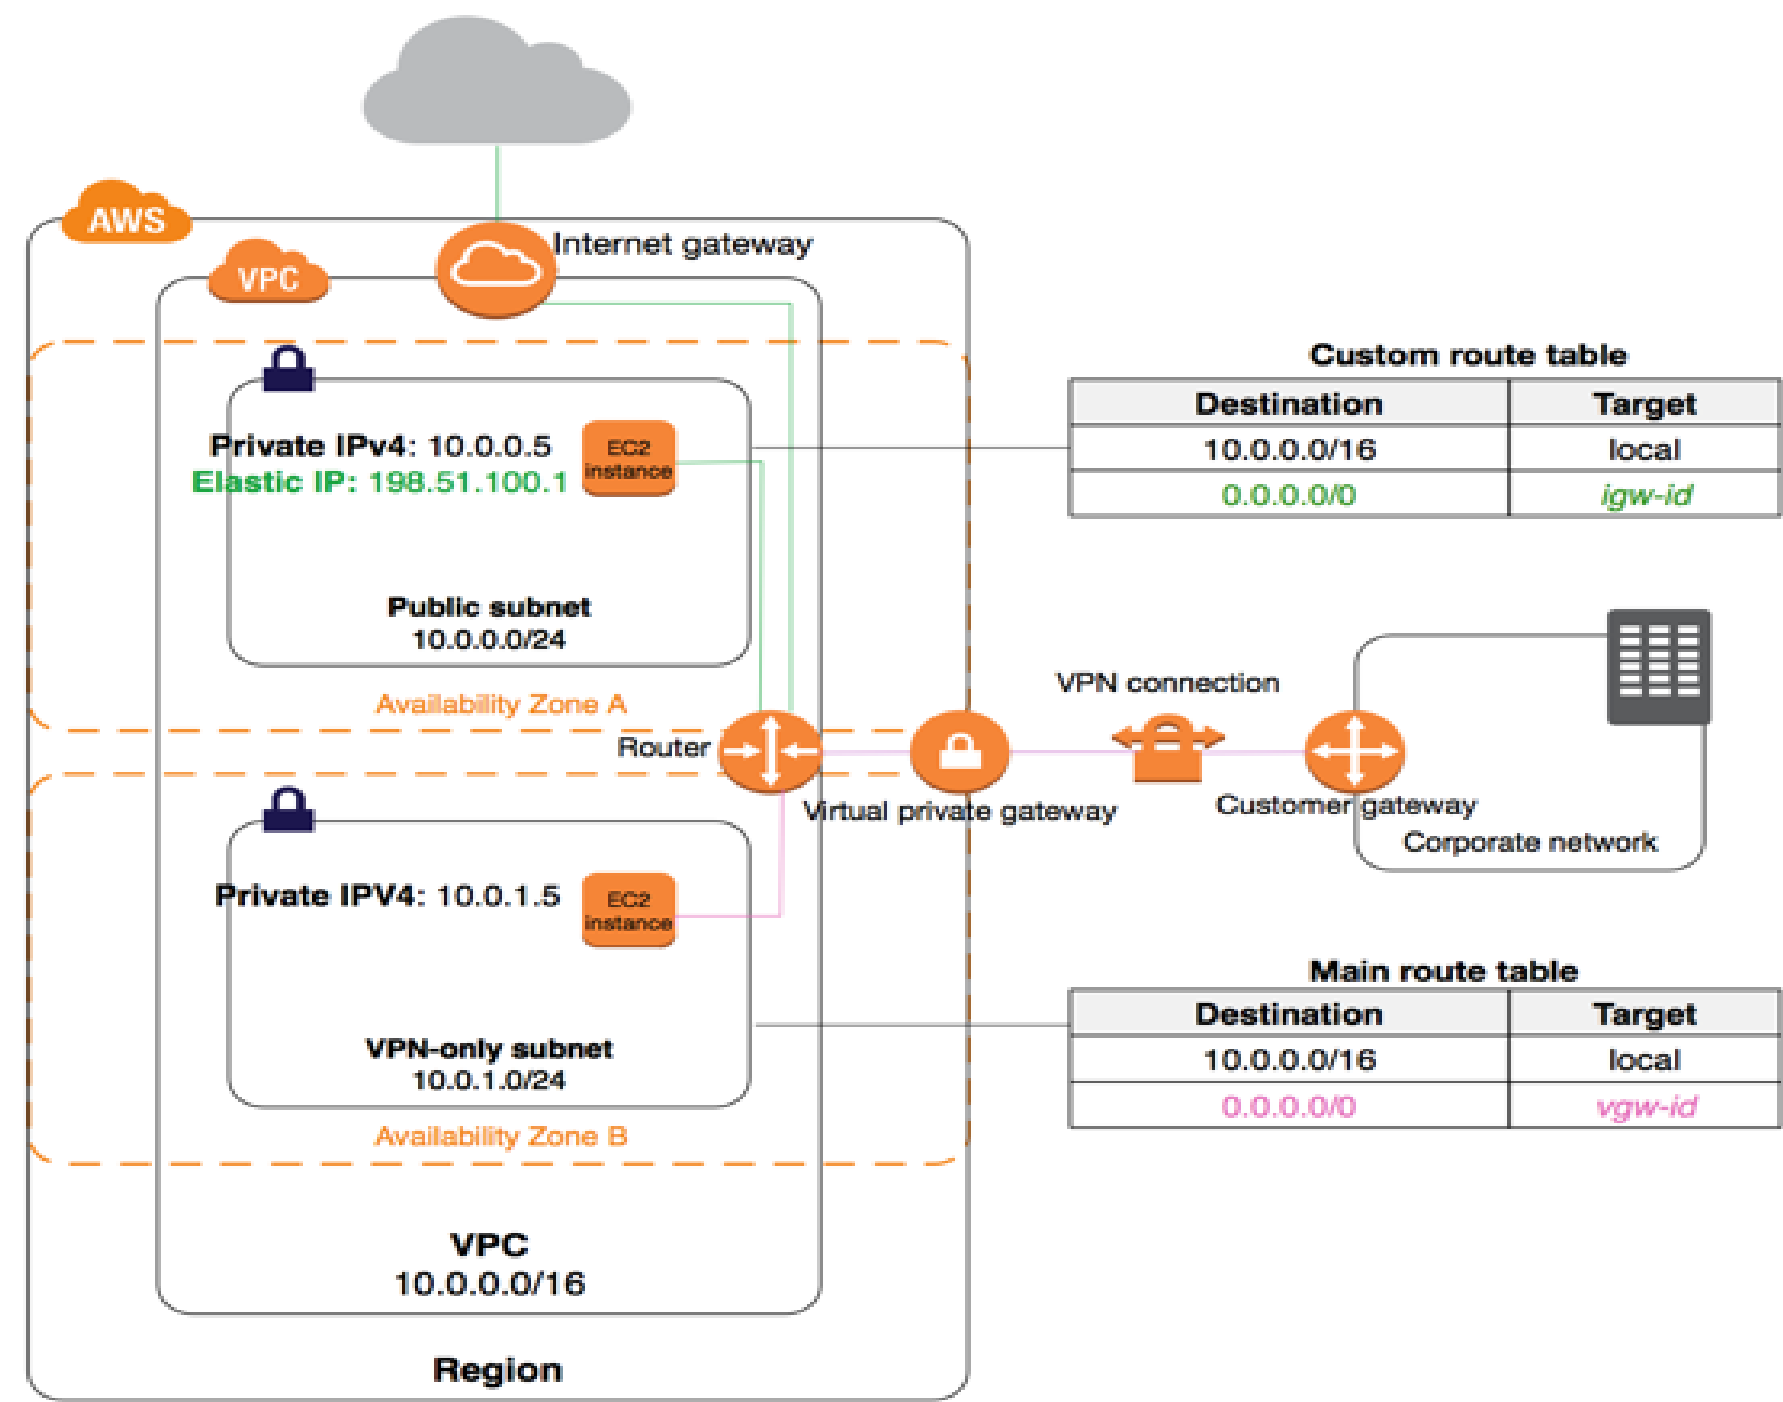 AWS
Internet gateway
VPC
Private IPv4: 10.0.0.5
Elastic IP: 198.51.100.1
EC2
instance
Public subnet
10.0.0.0/24
Availability Zone A
Custom route table
Destination Target
10.0.0.0/16 local
0.0.0.0/0 igw-id
Router
Virtual private gateway
VPN connection
Customer gateway
Corporate network
Private IPV4: 10.0.1.5
EC2
instance
VPN-only subnet
10.0.1.0/24
Availability Zone B
Main route table
Destination Target
10.0.0.0/16 local
0.0.0.0/0 vgw-id
VPC
10.0.0.0/16
Region